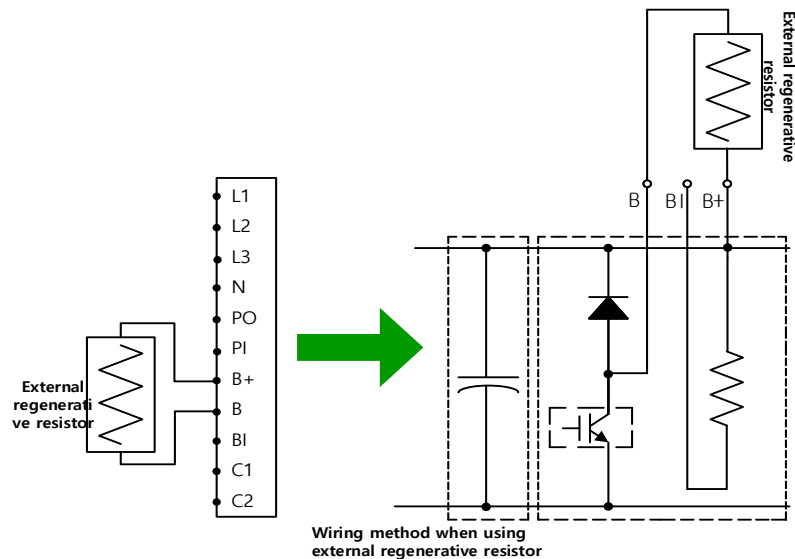 External regenerative
resistor
B
BI
B+
L1
L2
L3
N
PO
PI
B+
B
BI
C1
C2
External
regenerati
ve resistor
Wiring method when using
external regenerative resistor